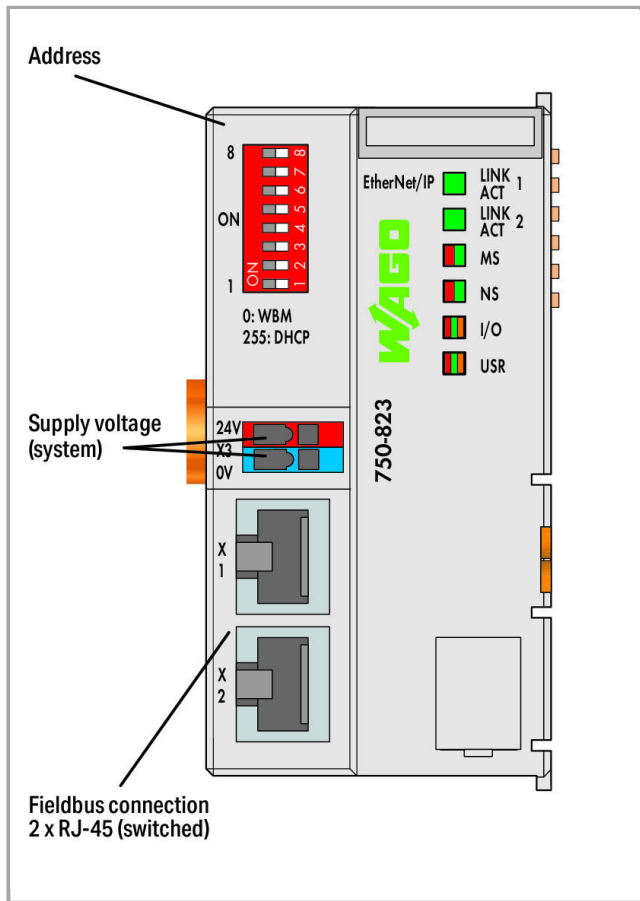 Address
8
ON
1
ON
1 2 3 4 5 6 7 8
0: WBM
255: DHCP
EtherNet/IP
LINK
ACT 1
LINK
ACT 2
MS
NS
I/O
USR
WAGO
750-823
Supply voltage
(system)
24V
X3
0V
X
1
X
2
Fieldbus connection
2 x RJ-45 (switched)